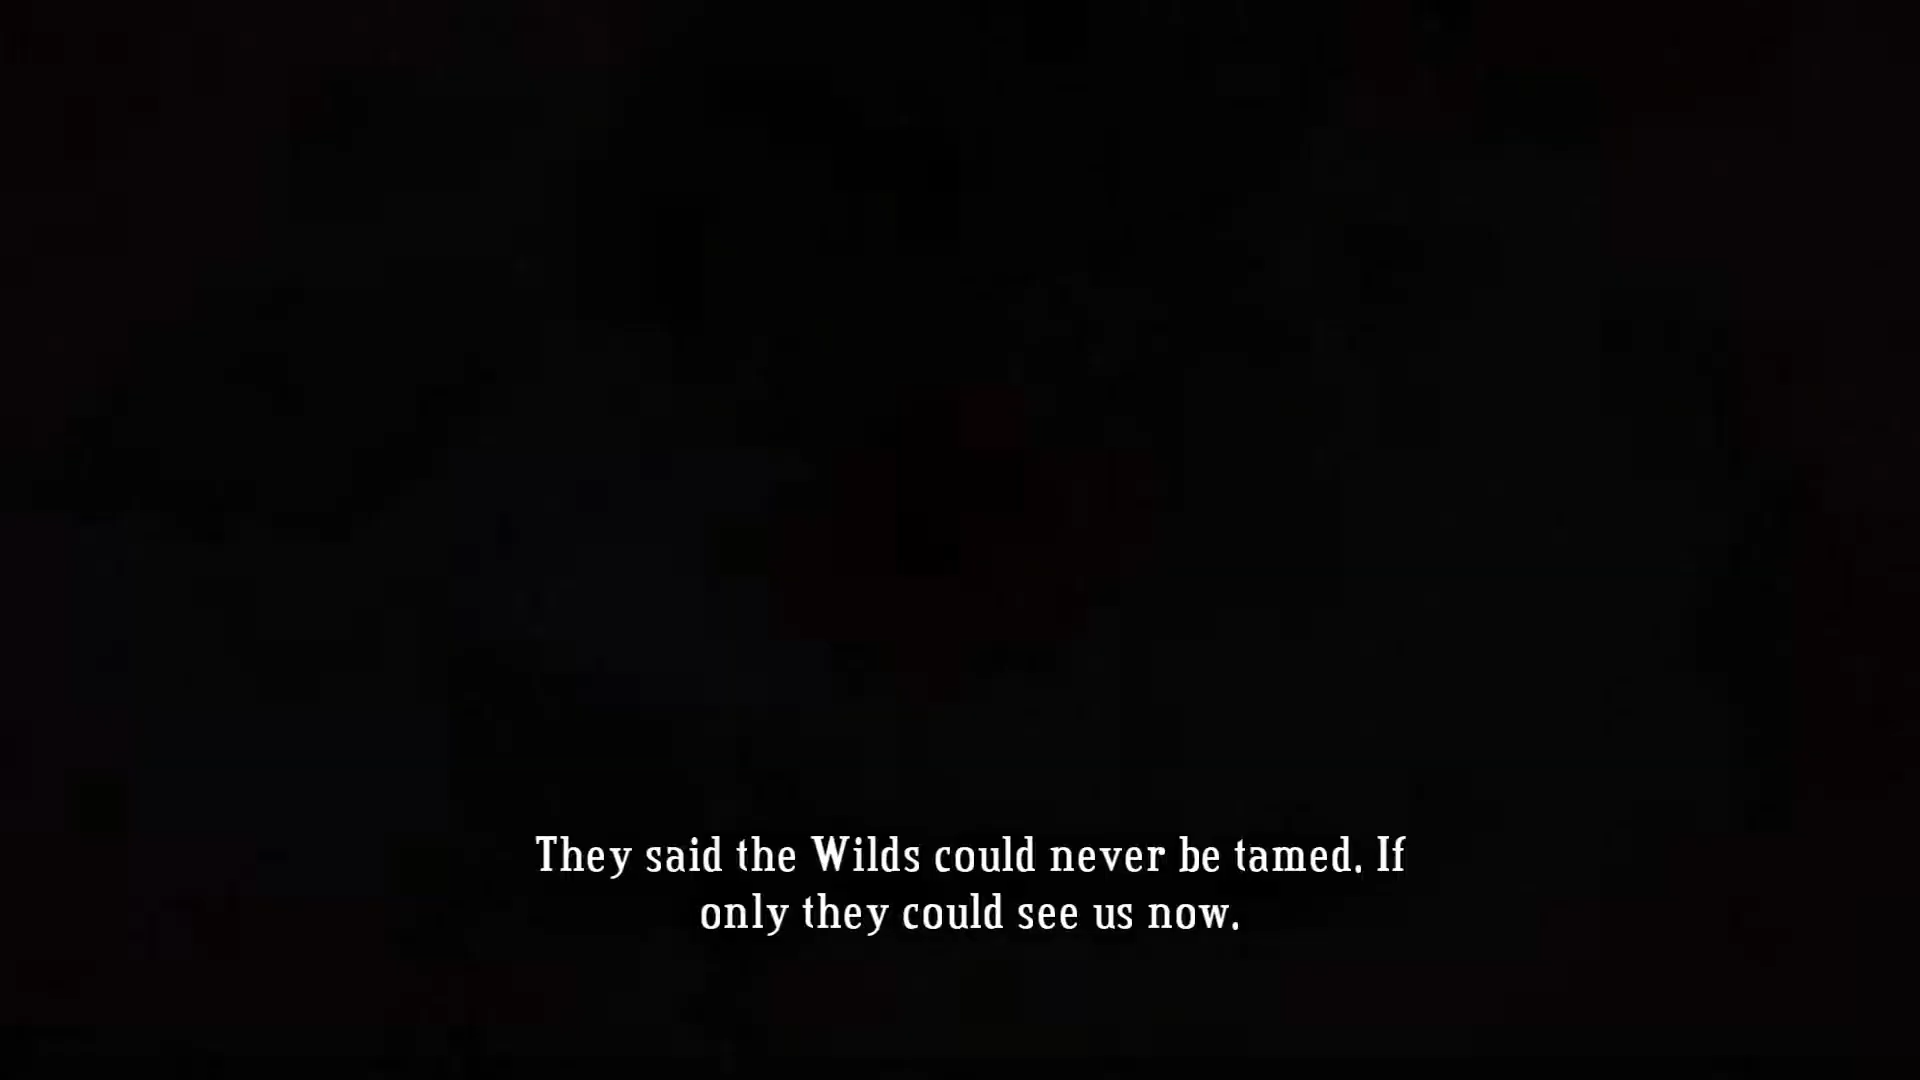 They said the Wilds could never be tamed. If
only they could see us now.